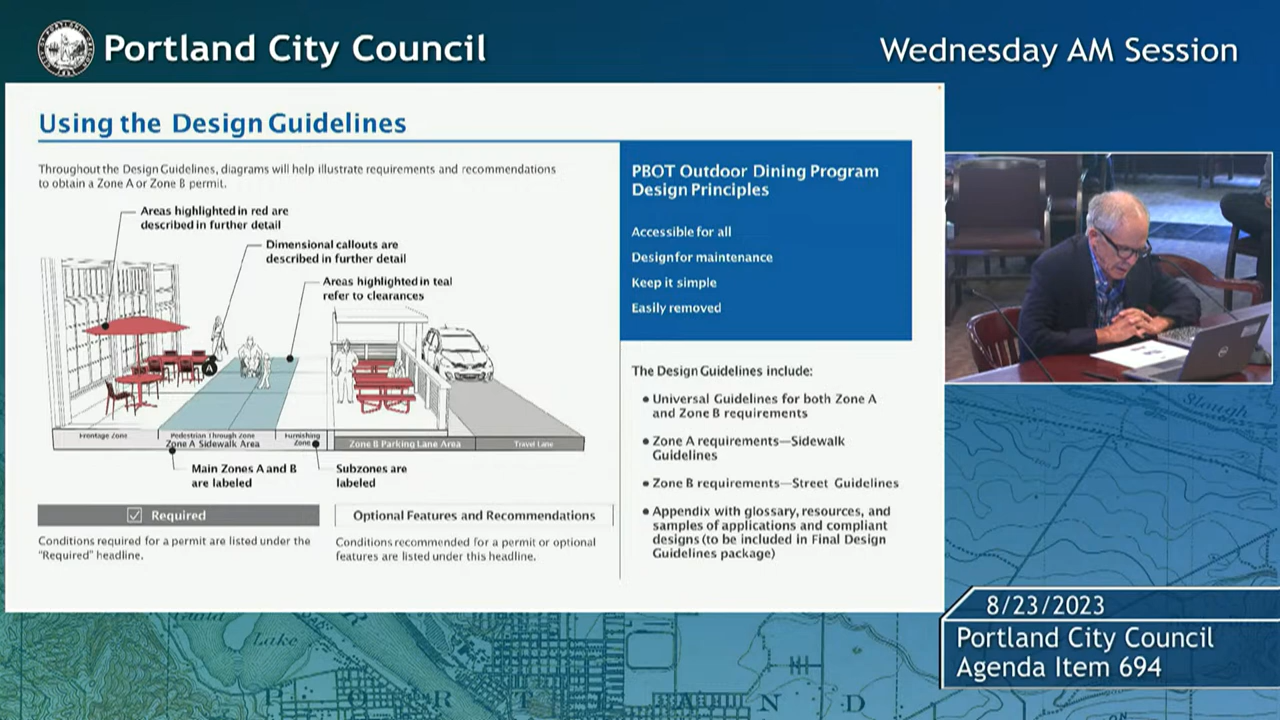 Portland City Council
Wednesday AM Session
Using the Design Guidelines
Throughout the Design Guidelines, diagrams will help illustrate requirements and recommendations
to obtain a Zone A or Zone B permit.
Areas highlighted in red are
described in further detail
Dimensional callouts are
described in further detail
Areas highlighted in teal
refer to clearances
A
Frontage Zone
Pedestrian Through Zone
Furnishing
Zone
Zone A Sidewalk Area
Zone B Parking Lane Area
Travel Lane
Main Zones A and B
are labeled
Subzones are
labeled
Required
Conditions required for a permit are listed under the
"Required" headline.
Optional Features and Recommendations
Conditions recommended for a permit or optional
features are listed under this headline.
PBOT Outdoor Dining Program
Design Principles
Accessible for all
Design for maintenance
Keep it simple
Easily removed
The Design Guidelines include:
• Universal Guidelines for both Zone A
and Zone B requirements
• Zone A requirements—Sidewalk
Guidelines
• Zone B requirements—Street Guidelines
• Appendix with glossary, resources, and
samples of applications and compliant
designs (to be included in Final Design
Guidelines package)
DELL
Slough
8/23/2023
Portland City Council
Agenda Item 694
Guild
Lake
P O R T L A N D